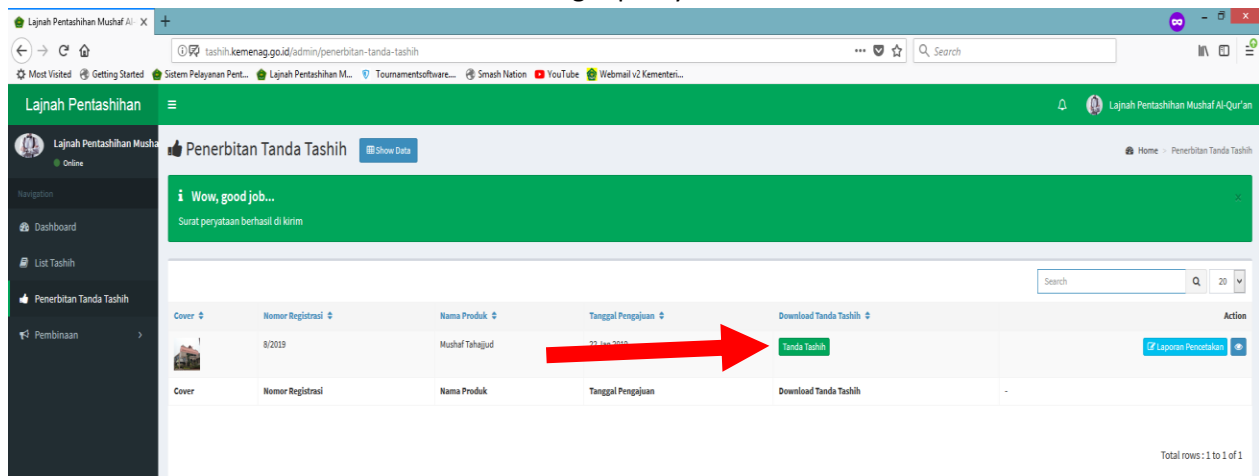 Lajnah Pentashihan Mushaf Al-
tashih.kemenag.go.id/admin/penerbitan-tanda-tashih
Search
Most Visited Getting Started Sistem Pelayanan Pent... Lajnah Pentashihan M... Tournamentsoftware.... Smash Nation YouTube Webmail v2 Kementeri...
Lajnah Pentashihan
Lajnah Pentashihan Mushaf Al-Qur'an
Lajnah Pentashihan Musha
Online
Penerbitan Tanda Tashih
Show Data
Home > Penerbitan Tanda Tashih
Navigation
Dashboard
List Tashih
Penerbitan Tanda Tashih
Pembinaan
i Wow, good job...
x
Surat peryataan berhasil di kirim
Search
20
Cover Nomor Registrasi Nama Produk Tanggal Pengajuan Download Tanda Tashih Action
8/2019 Mushaf Tahajjud Tanda Tashih Laporan Pencetakan
Cover Nomor Registrasi Nama Produk Tanggal Pengajuan Download Tanda Tashih -
Total rows : 1 to 1 of 1